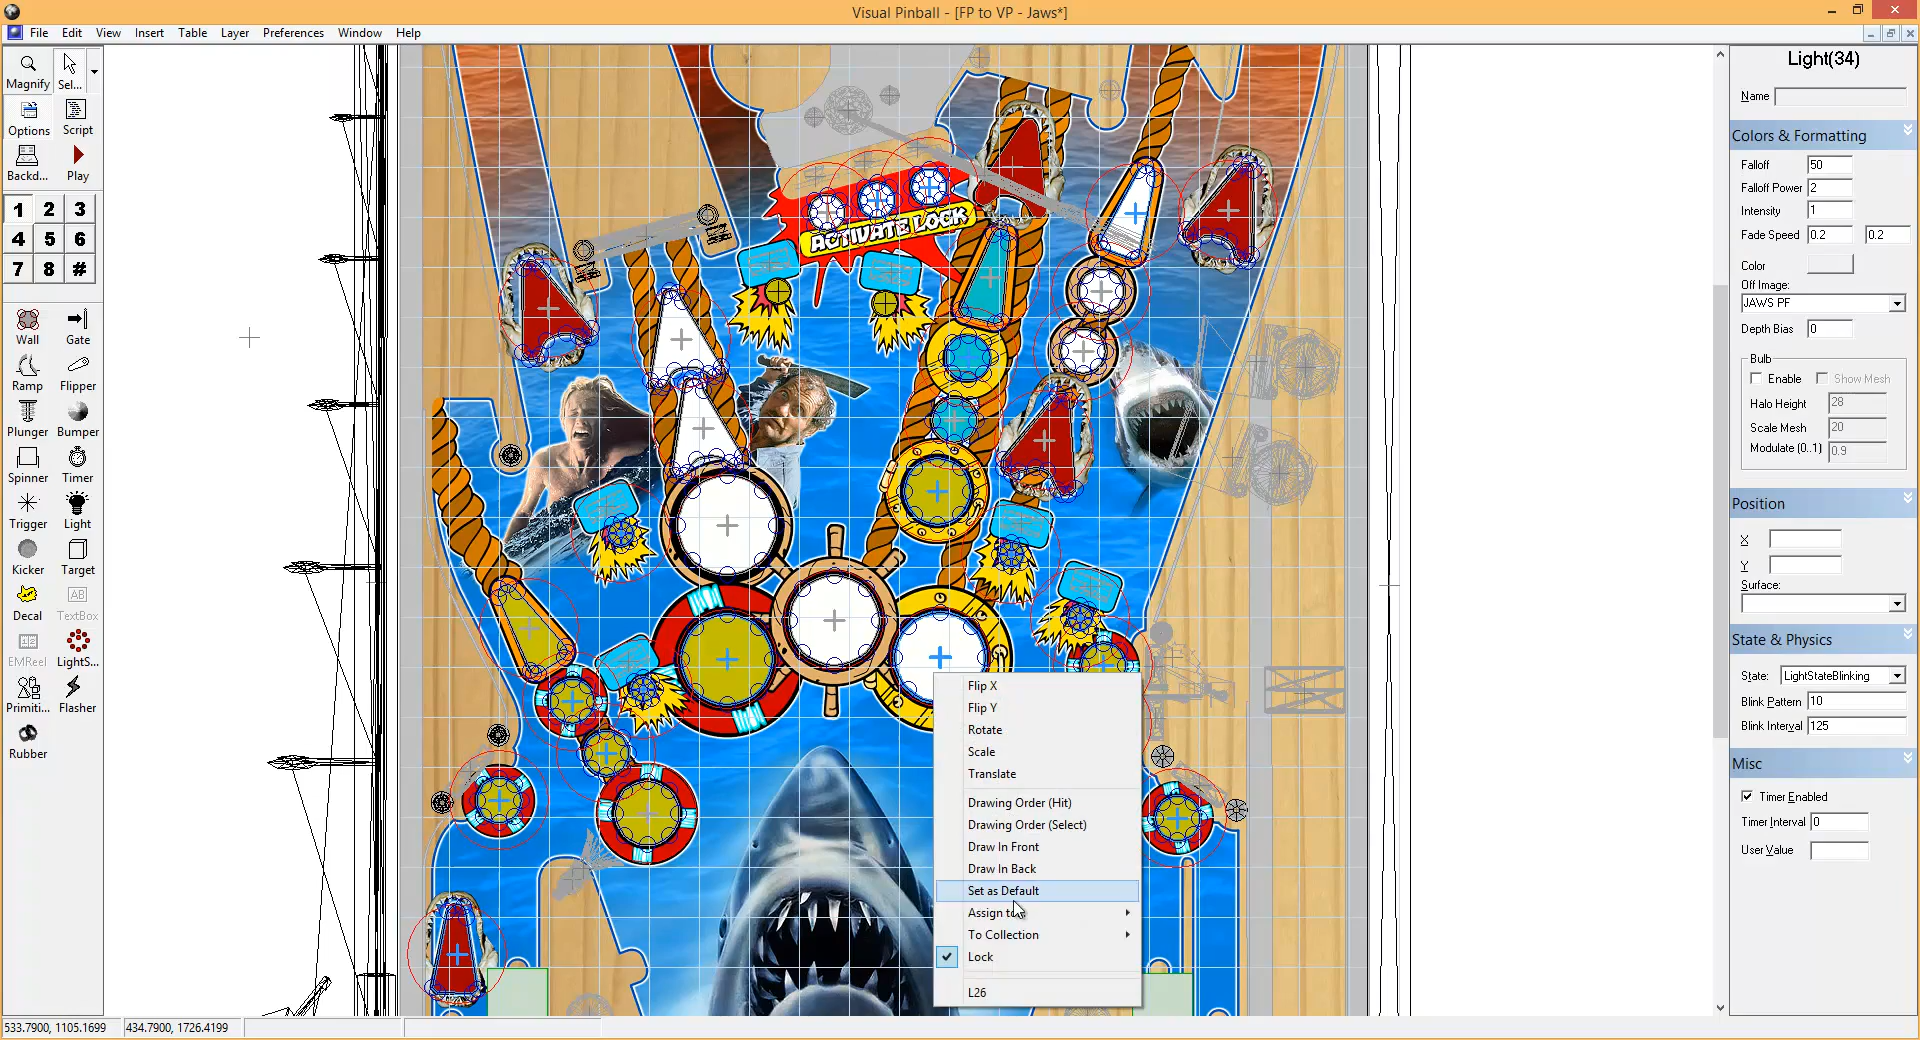 Visual Pinball - [FP to VP - Jaws*]
File Edit View Insert Table Layer Preferences Window Help
Magnify Sel...
Options Script
Backd... Play
1 2 3
4 5 6
7 8 #
Wall Gate
Ramp Flipper
Plunger Bumper
Spinner Timer
Trigger Light
Kicker Target
Decal TextBox
EMReel LightS...
Primiti... Flasher
Rubber
ACTIVATE LOCK
Flip X
Flip Y
Rotate
Scale
Translate
Drawing Order (Hit)
Drawing Order (Select)
Draw In Front
Draw In Back
Set as Default
Assign to
To Collection
Lock
L26
Light(34)
Name
Colors & Formatting
Falloff 50
Falloff Power 2
Intensity 1
Fade Speed 0.2 0.2
Color
Off Image:
JAWS PF
Depth Bias 0
Bulb
Enable Show Mesh
Halo Height 28
Scale Mesh 20
Modulate (0..1) 0.9
Position
X
Y
Surface:
State & Physics
State: LightStateBlinking
Blink Pattern 10
Blink Interval 125
Misc
Timer Enabled
Timer Interval 0
User Value
533.7900, 1105.1699 434.7900, 1726.4199